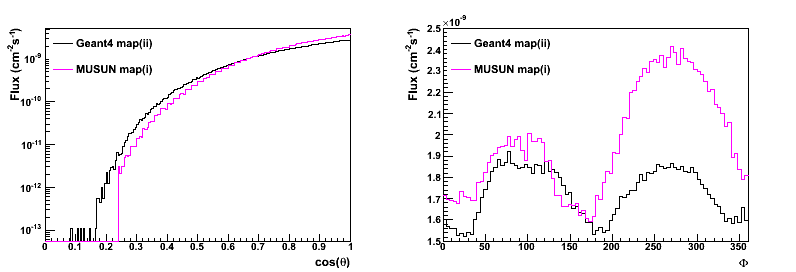 Flux (cm⁻²s⁻¹)
Geant4 map(ii)
MUSUN map(i)
10⁻⁹
10⁻¹⁰
10⁻¹¹
10⁻¹²
10⁻¹³
0 0.1 0.2 0.3 0.4 0.5 0.6 0.7 0.8 0.9 1
cos(θ)
×10⁻⁹
Flux (cm⁻²s⁻¹)
Geant4 map(ii)
MUSUN map(i)
2.5
2.4
2.3
2.2
2.1
2
1.9
1.8
1.7
1.6
1.5
0 50 100 150 200 250 300 350
Φ